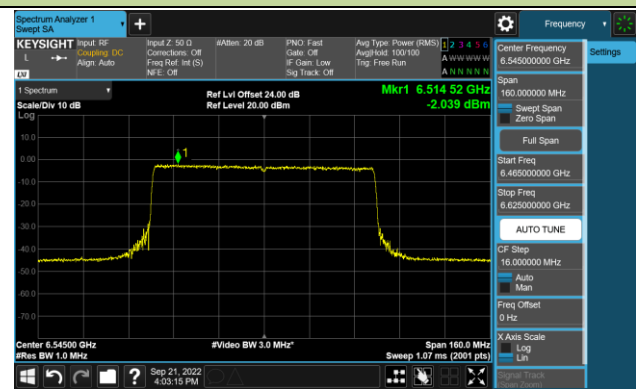 Spectrum Analyzer 1
Swept SA
Frequency
KEYSIGHT
L
LXI
Input: RF
Coupling: DC
Align: Auto
Input Z: 50 Ω
Corrections: Off
Freq Ref: Int (S)
NFE: Off
#Atten: 20 dB
PNO: Fast
Gate: Off
IF Gain: Low
Sig Track: Off
Avg Type: Power (RMS)
Avg|Hold: 100/100
Trig: Free Run
1 2 3 4 5 6
A WW WW W
A N N N N N
1 Spectrum
Scale/Div 10 dB
Log
Ref Lvl Offset 24.00 dB
Ref Level 20.00 dBm
Mkr1 6.514 52 GHz
-2.039 dBm
1
10.0
0.00
-10.0
-20.0
-30.0
-40.0
-50.0
-60.0
-70.0
Center 6.54500 GHz
#Res BW 1.0 MHz
#Video BW 3.0 MHz*
Span 160.0 MHz
Sweep 1.07 ms (2001 pts)
Center Frequency
6.545000000 GHz
Settings
Span
160.000000 MHz
Swept Span
Zero Span
Full Span
Start Freq
6.465000000 GHz
Stop Freq
6.625000000 GHz
AUTO TUNE
CF Step
16.000000 MHz
Auto
Man
Freq Offset
0 Hz
X Axis Scale
Log
Lin
Signal Track
(Span Zoom)
Sep 21, 2022
4:03:15 PM